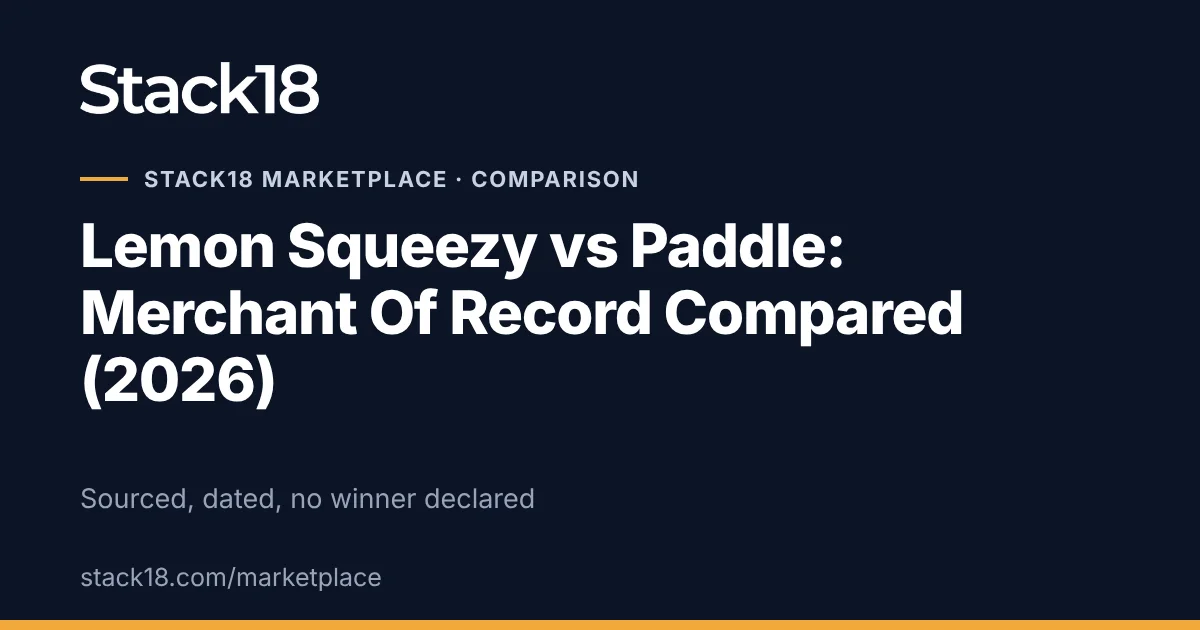 Stack18
STACK18 MARKETPLACE · COMPARISON
Lemon Squeezy vs Paddle:
Merchant Of Record Compared
(2026)
Sourced, dated, no winner declared
stack18.com/marketplace